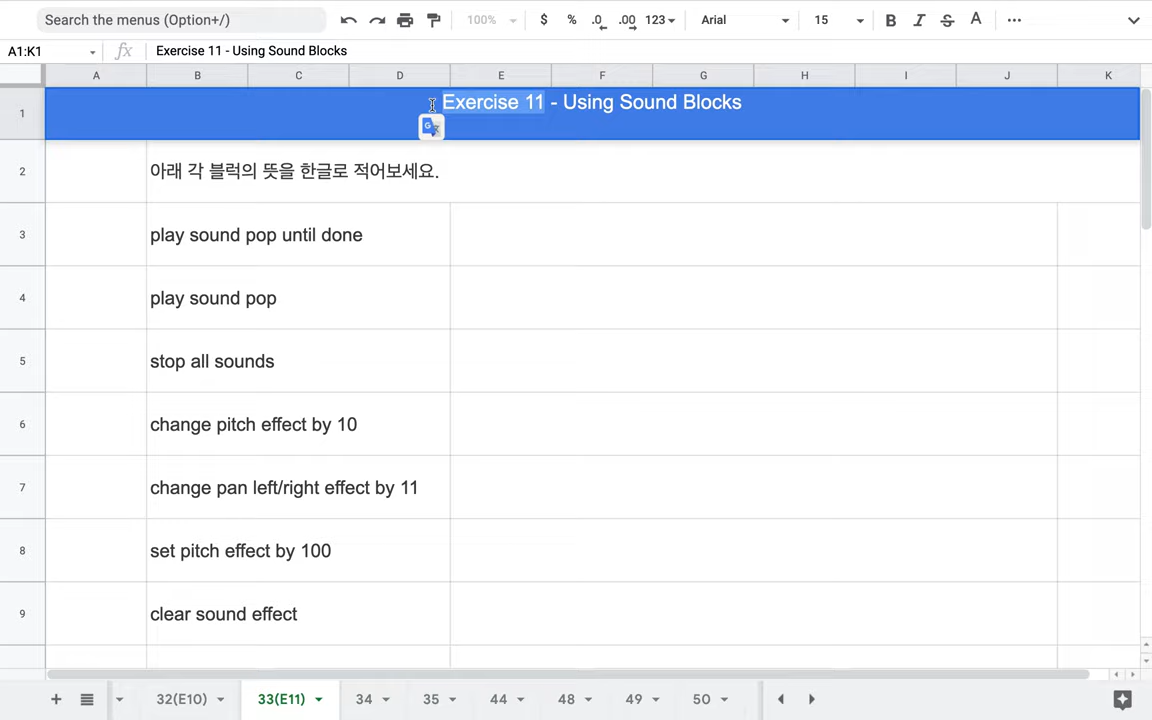 Search the menus (Option+/)
100%
$
%
.0
.00
123
Arial
15
B
I
S
A
A1:K1
fx
Exercise 11 - Using Sound Blocks
A B C D E F G H I J K
1
Exercise 11 - Using Sound Blocks
2
아래 각 블럭의 뜻을 한글로 적어보세요.
3
play sound pop until done
4
play sound pop
5
stop all sounds
6
change pitch effect by 10
7
change pan left/right effect by 11
8
set pitch effect by 100
9
clear sound effect
32(E10)
33(E11)
34
35
44
48
49
50